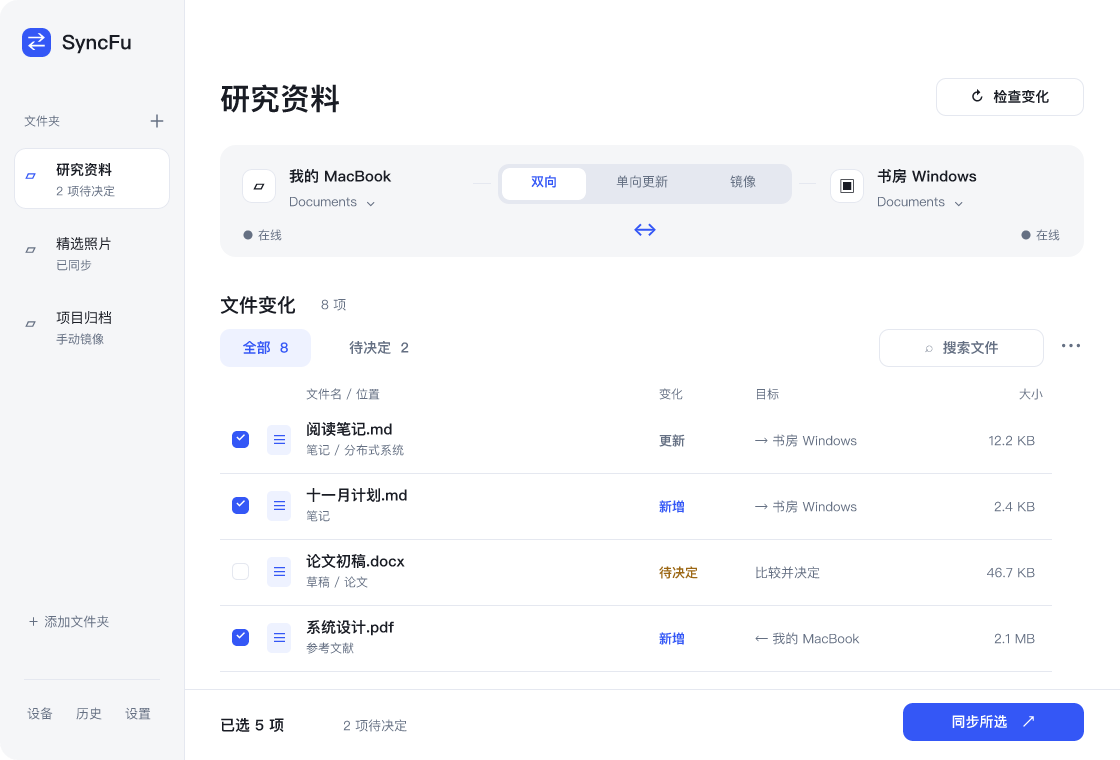 SyncFu
文件夹
研究资料
2 项待决定
精选照片
已同步
项目归档
手动镜像
+ 添加文件夹
设备 历史 设置
研究资料
检查变化
我的 MacBook
Documents
在线
双向 单向更新 镜像
书房 Windows
Documents
在线
文件变化 8 项
全部 8 待决定 2
搜索文件
文件名 / 位置 变化 目标 大小
阅读笔记.md
笔记 / 分布式系统
更新 → 书房 Windows 12.2 KB
十一月计划.md
笔记
新增 → 书房 Windows 2.4 KB
论文初稿.docx
草稿 / 论文
待决定 比较并决定 46.7 KB
系统设计.pdf
参考文献
新增 ← 我的 MacBook 2.1 MB
已选 5 项 2 项待决定
同步所选 ↗